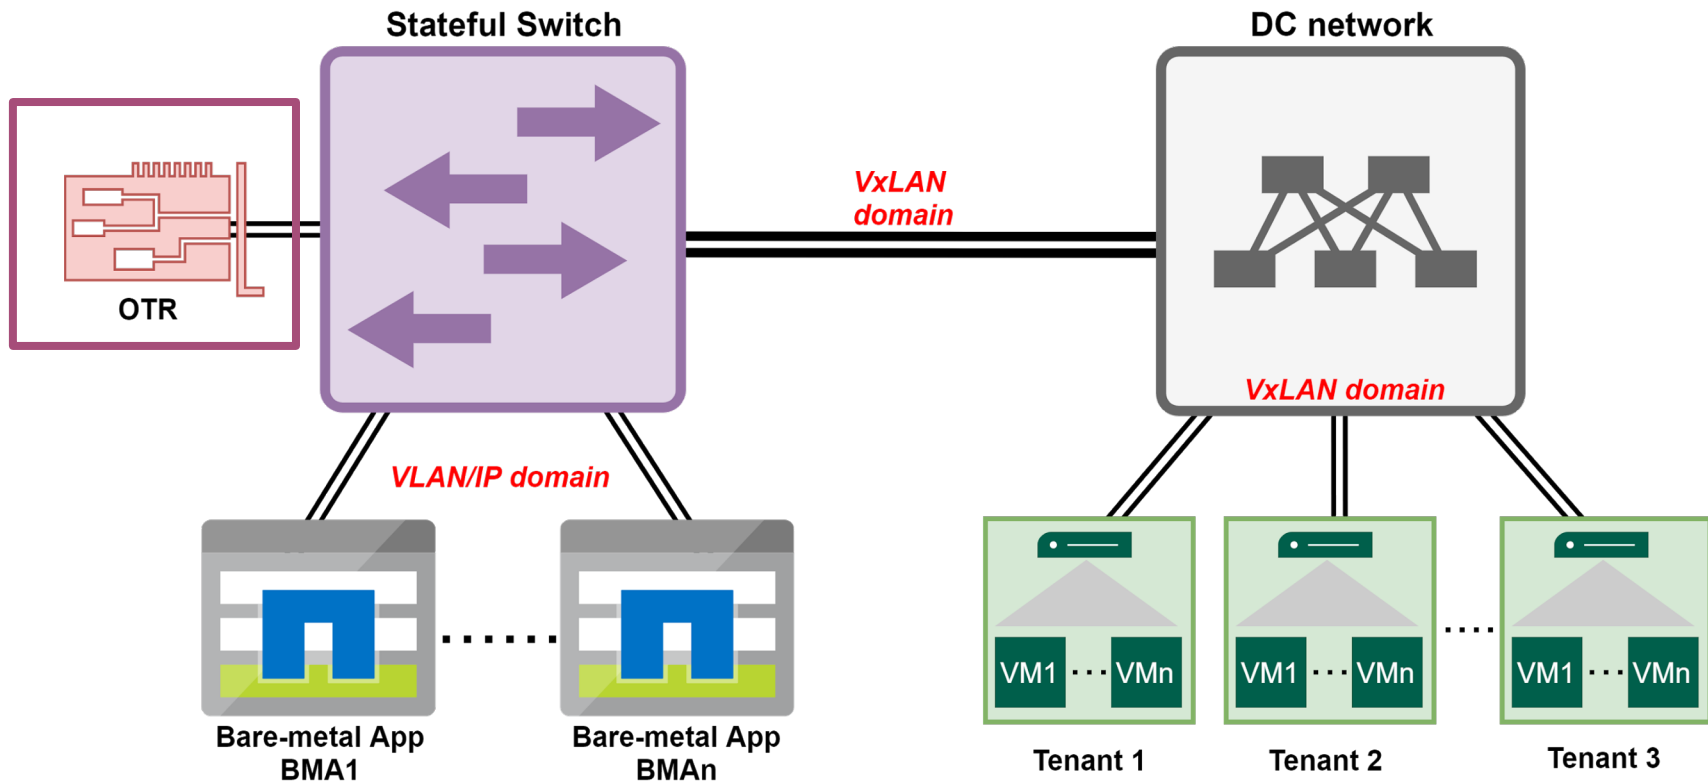 Stateful Switch
DC network
VxLAN
domain
OTR
VxLAN domain
VLAN/IP domain
VM1
VMn
VM1
VMn
VM1
VMn
Bare-metal App
BMA1
Bare-metal App
BMAn
Tenant 1
Tenant 2
Tenant 3